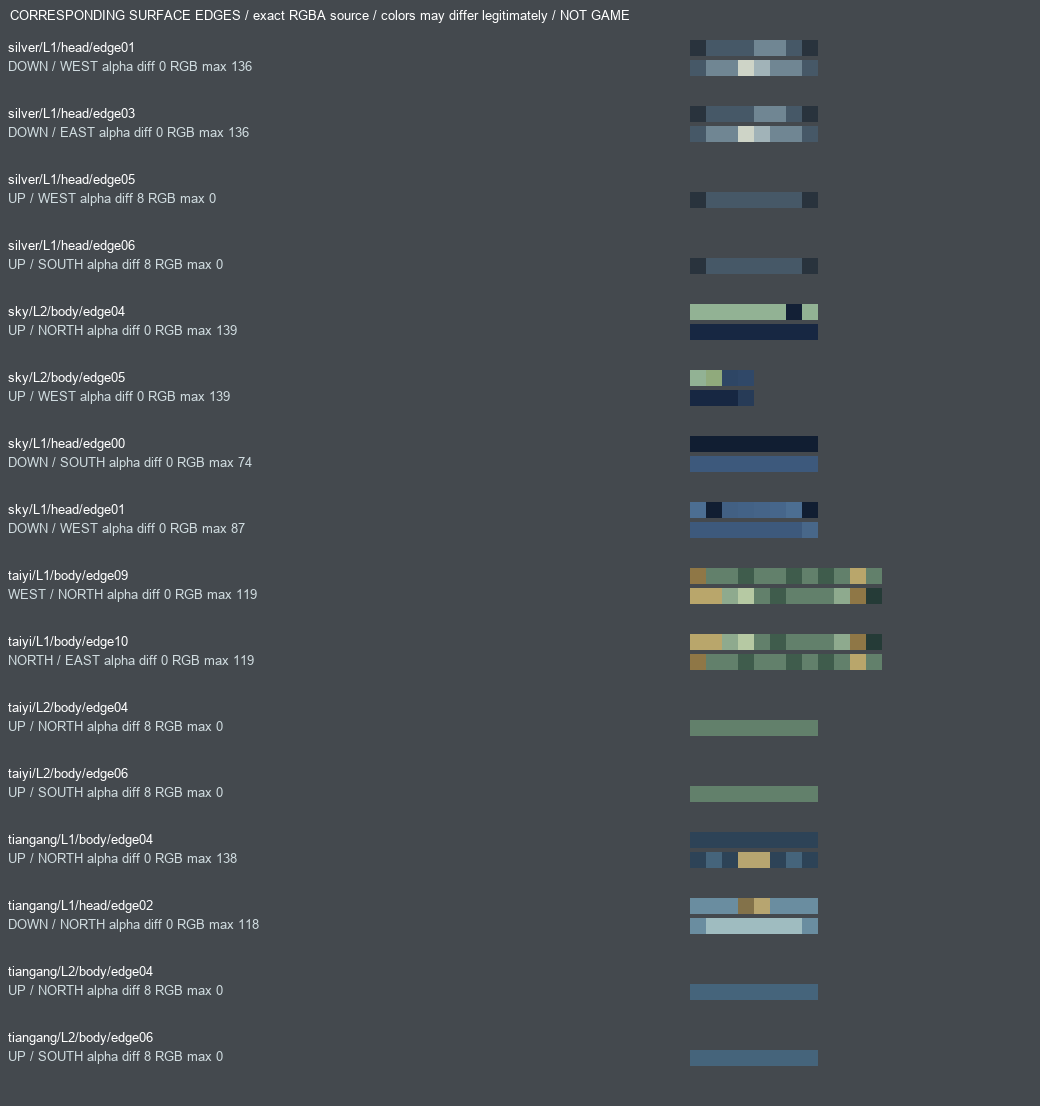 CORRESPONDING SURFACE EDGES / exact RGBA source / colors may differ legitimately / NOT GAME
silver/L1/head/edge01
DOWN / WEST alpha diff 0 RGB max 136
silver/L1/head/edge03
DOWN / EAST alpha diff 0 RGB max 136
silver/L1/head/edge05
UP / WEST alpha diff 8 RGB max 0
silver/L1/head/edge06
UP / SOUTH alpha diff 8 RGB max 0
sky/L2/body/edge04
UP / NORTH alpha diff 0 RGB max 139
sky/L2/body/edge05
UP / WEST alpha diff 0 RGB max 139
sky/L1/head/edge00
DOWN / SOUTH alpha diff 0 RGB max 74
sky/L1/head/edge01
DOWN / WEST alpha diff 0 RGB max 87
taiyi/L1/body/edge09
WEST / NORTH alpha diff 0 RGB max 119
taiyi/L1/body/edge10
NORTH / EAST alpha diff 0 RGB max 119
taiyi/L2/body/edge04
UP / NORTH alpha diff 8 RGB max 0
taiyi/L2/body/edge06
UP / SOUTH alpha diff 8 RGB max 0
tiangang/L1/body/edge04
UP / NORTH alpha diff 0 RGB max 138
tiangang/L1/head/edge02
DOWN / NORTH alpha diff 0 RGB max 118
tiangang/L2/body/edge04
UP / NORTH alpha diff 8 RGB max 0
tiangang/L2/body/edge06
UP / SOUTH alpha diff 8 RGB max 0